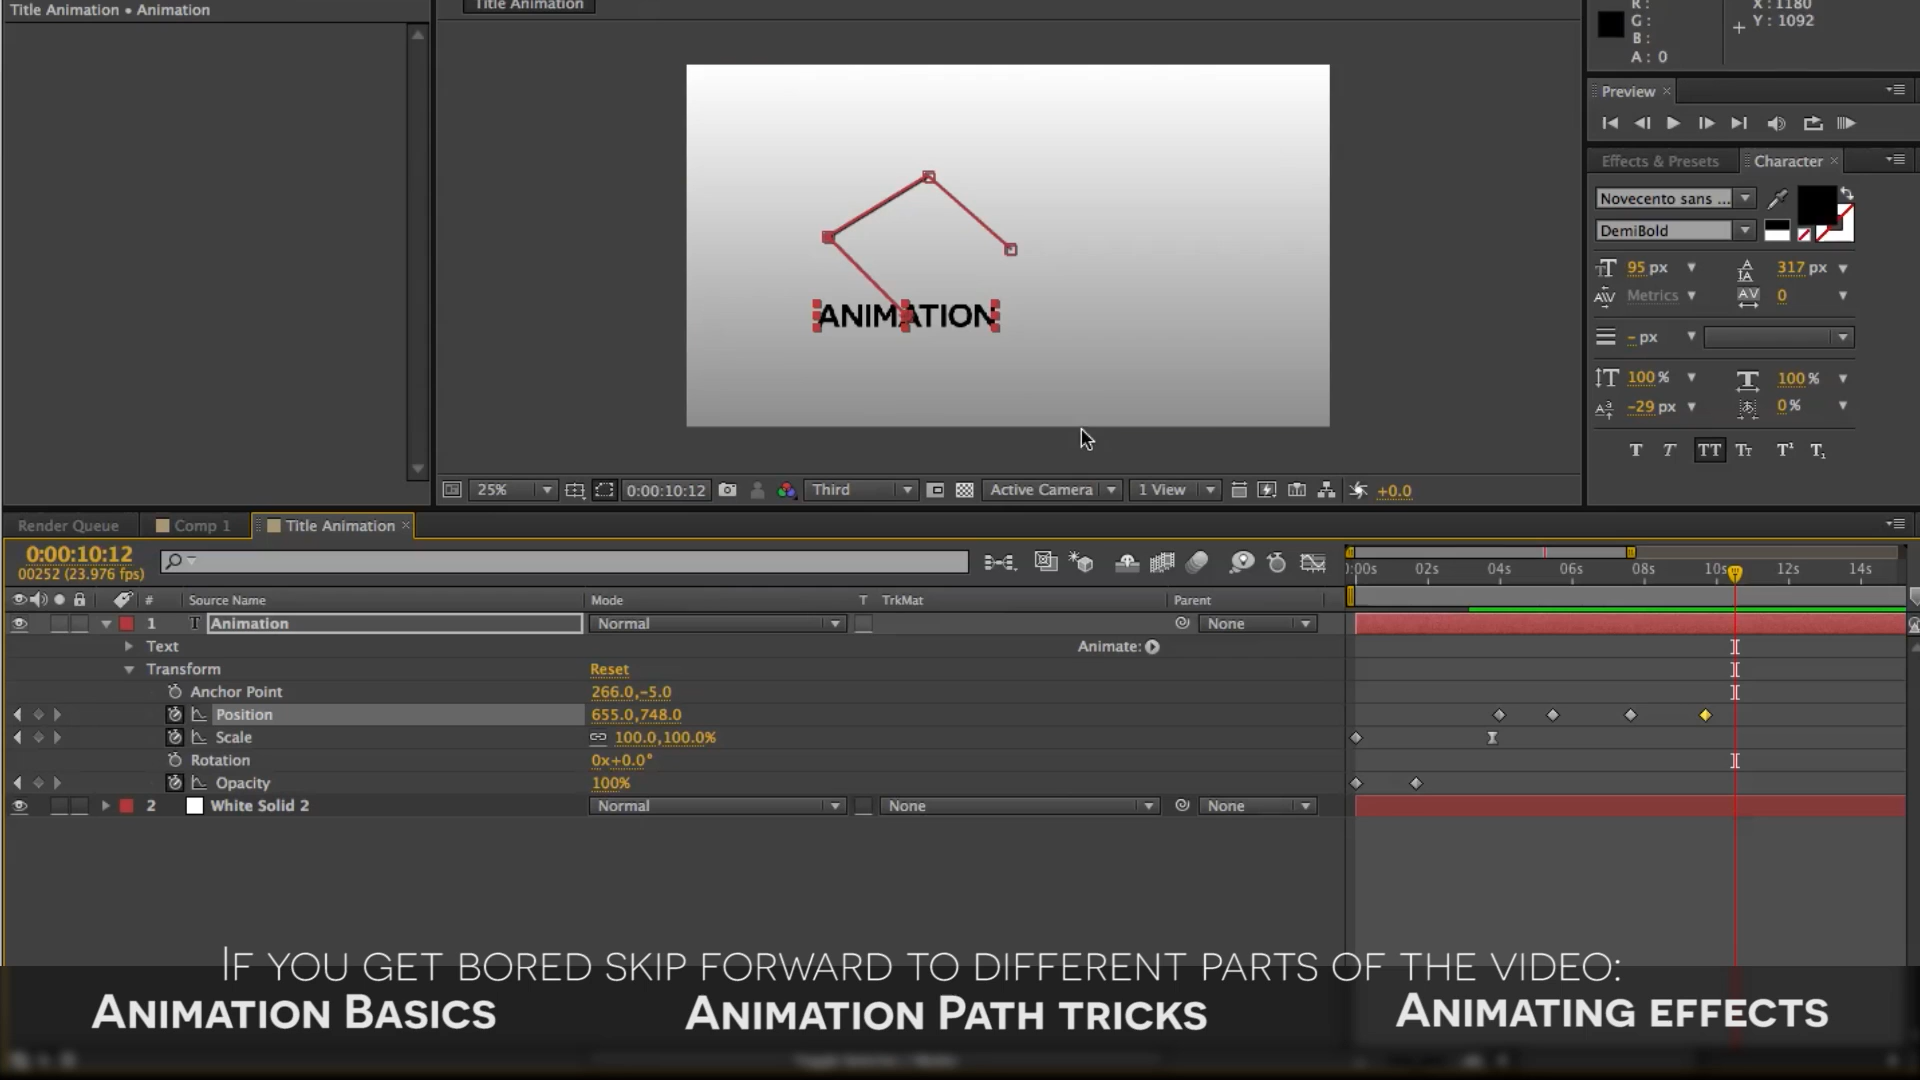 Title Animation • Animation
Title Animation
R :
G :
B :
A : 0
X : 1180
Y : 1092
Preview
Effects & Presets
Character
Novecento sans ...
DemiBold
95 px
317 px
Metrics
0
- px
100 %
100 %
-29 px
0 %
ANIMATION
25%
0:00:10:12
Third
Active Camera
1 View
+0.0
Render Queue
Comp 1
Title Animation
0:00:10:12
00252 (23.976 fps)
:00s 02s 04s 06s 08s 10s 12s 14s
# Source Name Mode T TrkMat Parent
1 T Animation Normal None
Text Animate:
Transform Reset
Anchor Point 266.0,-5.0
Position 655.0,748.0
Scale 100.0,100.0%
Rotation 0x+0.0°
Opacity 100%
2 White Solid 2 Normal None None
If you get bored skip forward to different parts of the video:
Animation Basics Animation Path tricks Animating effects